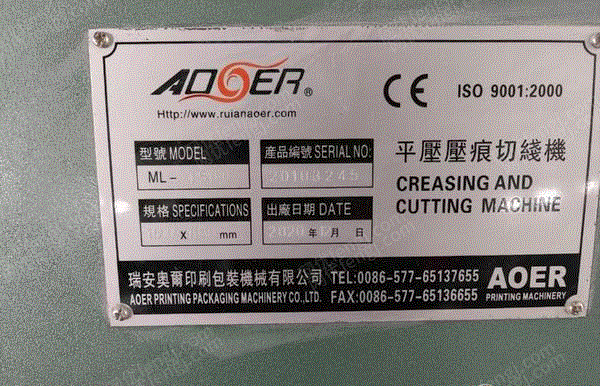 AOER®
Http://www.ruianaoer.com
CE ISO 9001:2000
型號 MODEL
ML-
產品編號 SERIAL NO:
規格 SPECIFICATIONS
X mm
出廠日期 DATE
年 月 日
平壓壓痕切綫機
CREASING AND
CUTTING MACHINE
瑞安奧爾印刷包裝機械有限公司 TEL:0086-577-65137655
AOER PRINTING PACKAGING MACHINERY CO.,LTD. FAX:0086-577-65136655
AOER
PRINTING MACHINERY